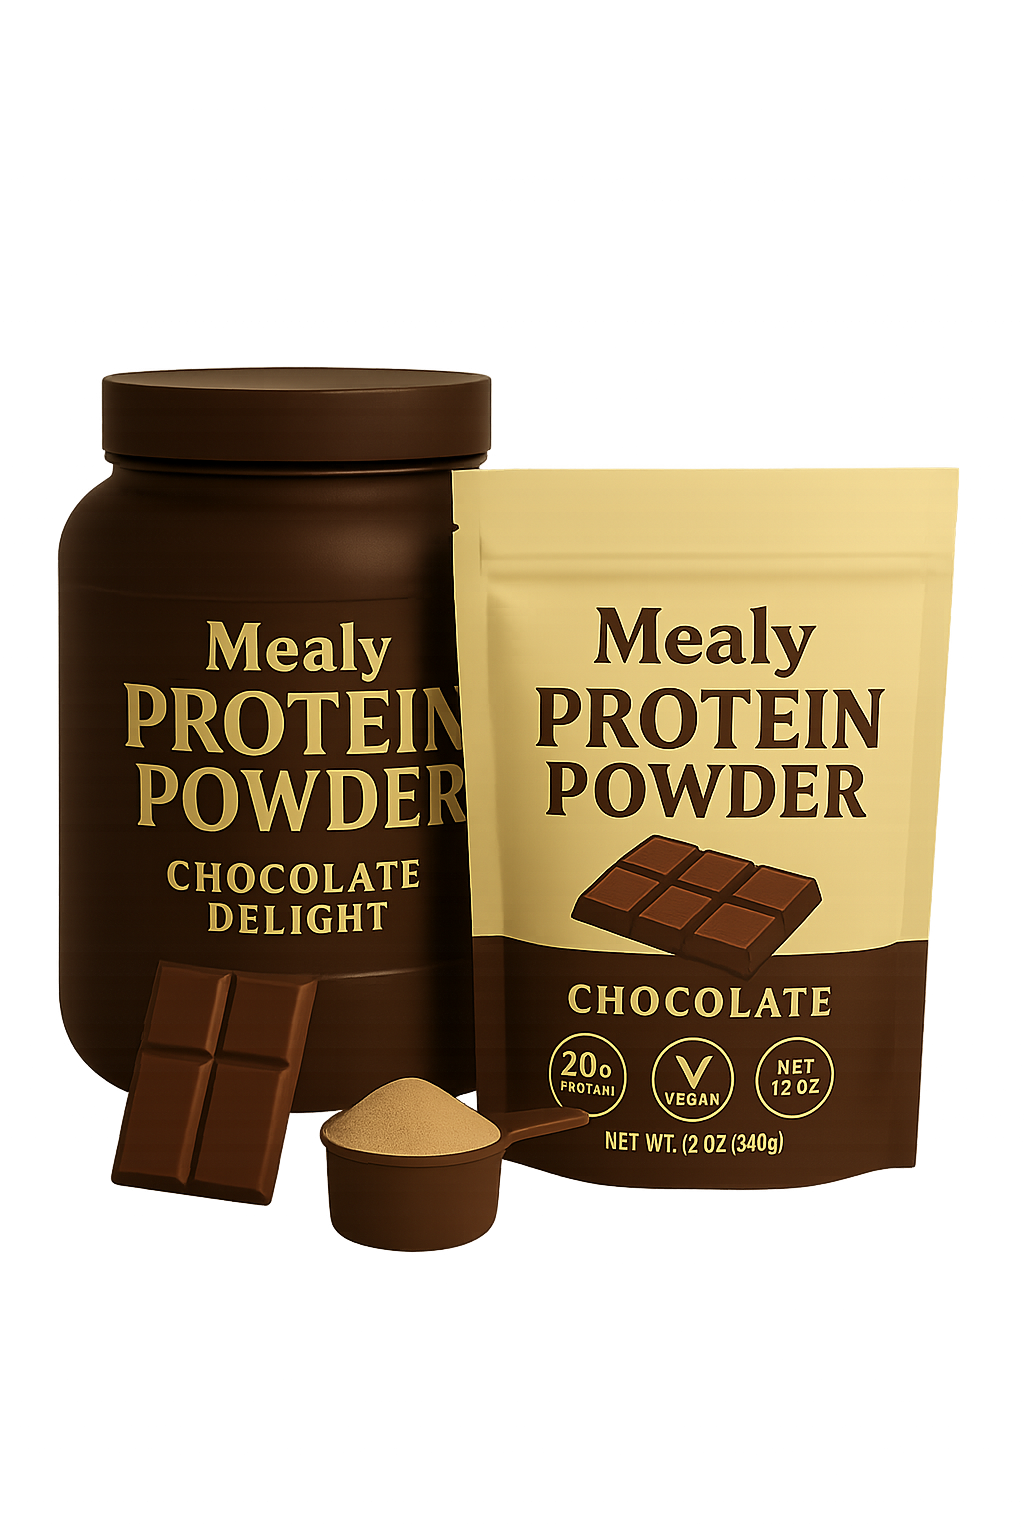 Mealy
PROTEIN
POWDER
CHOCOLATE
DELIGHT
Mealy
PROTEIN
POWDER
CHOCOLATE
20o
PROTANI
V
VEGAN
NET
12 OZ
NET WT. (2 OZ (340g)